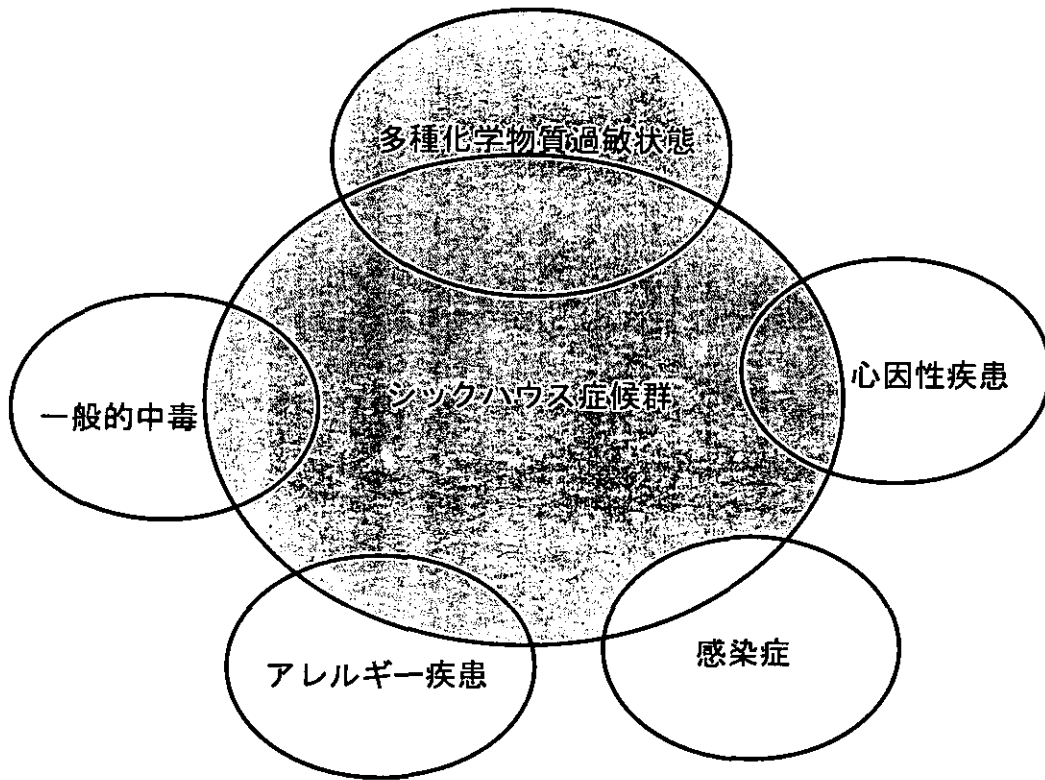 多種化学物質過敏状態
心因性疾患
シックハウス症候群
一般的中毒
感染症
アレルギー疾患